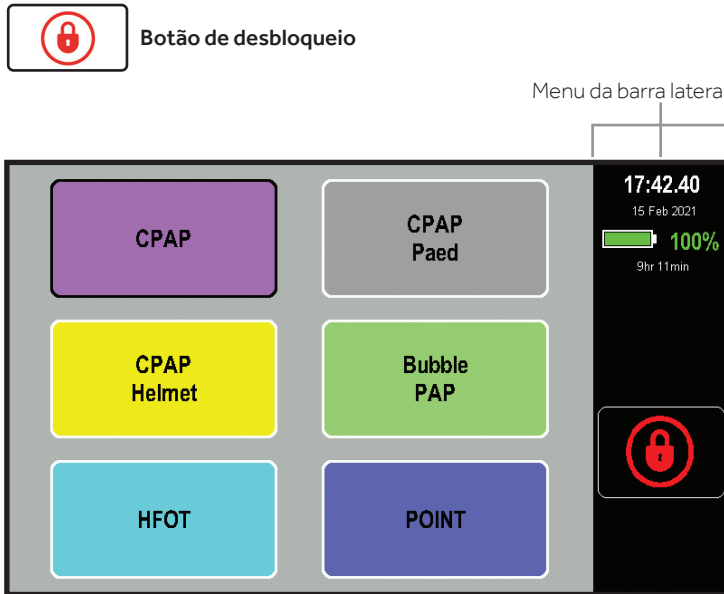 Botão de desbloqueio
Menu da barra latera
17:42.40
15 Feb 2021
100%
9hr 11min
CPAP
CPAP
Paed
CPAP
Helmet
Bubble
PAP
HFOT
POINT